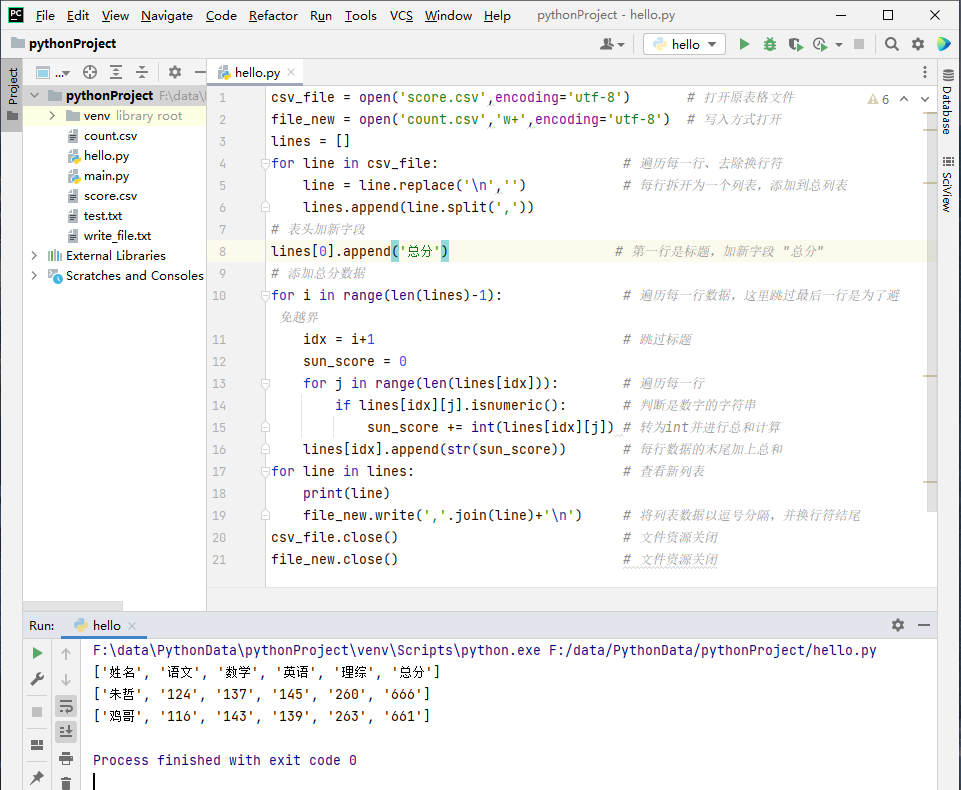 File Edit View Navigate Code Refactor Run Tools VCS Window Help pythonProject - hello.py
pythonProject
hello
Project
...
hello.py
pythonProject F:\data\
venv library root
count.csv
hello.py
main.py
score.csv
test.txt
write_file.txt
External Libraries
Scratches and Consoles
6
1 csv_file = open('score.csv',encoding='utf-8') # 打开原表格文件
2 file_new = open('count.csv','w+',encoding='utf-8') # 写入方式打开
3 lines = []
4 for line in csv_file: # 遍历每一行、去除换行符
5 line = line.replace('\n','') # 每行拆开为一个列表，添加到总列表
6 lines.append(line.split(','))
7 # 表头加新字段
8 lines[0].append('总分') # 第一行是标题，加新字段 "总分"
9 # 添加总分数据
10 for i in range(len(lines)-1): # 遍历每一行数据，这里跳过最后一行是为了避
免越界
11 idx = i+1 # 跳过标题
12 sun_score = 0
13 for j in range(len(lines[idx])): # 遍历每一行
14 if lines[idx][j].isnumeric(): # 判断是数字的字符串
15 sun_score += int(lines[idx][j]) # 转为int并进行总和计算
16 lines[idx].append(str(sun_score)) # 每行数据的末尾加上总和
17 for line in lines: # 查看新列表
18 print(line)
19 file_new.write(','.join(line)+'\n') # 将列表数据以逗号分隔，并换行符结尾
20 csv_file.close() # 文件资源关闭
21 file_new.close() # 文件资源关闭
Database
SciView
Run: hello
F:\data\PythonData\pythonProject\venv\Scripts\python.exe F:/data/PythonData/pythonProject/hello.py
['姓名', '语文', '数学', '英语', '理综', '总分']
['朱哲', '124', '137', '145', '260', '666']
['鸡哥', '116', '143', '139', '263', '661']
Process finished with exit code 0